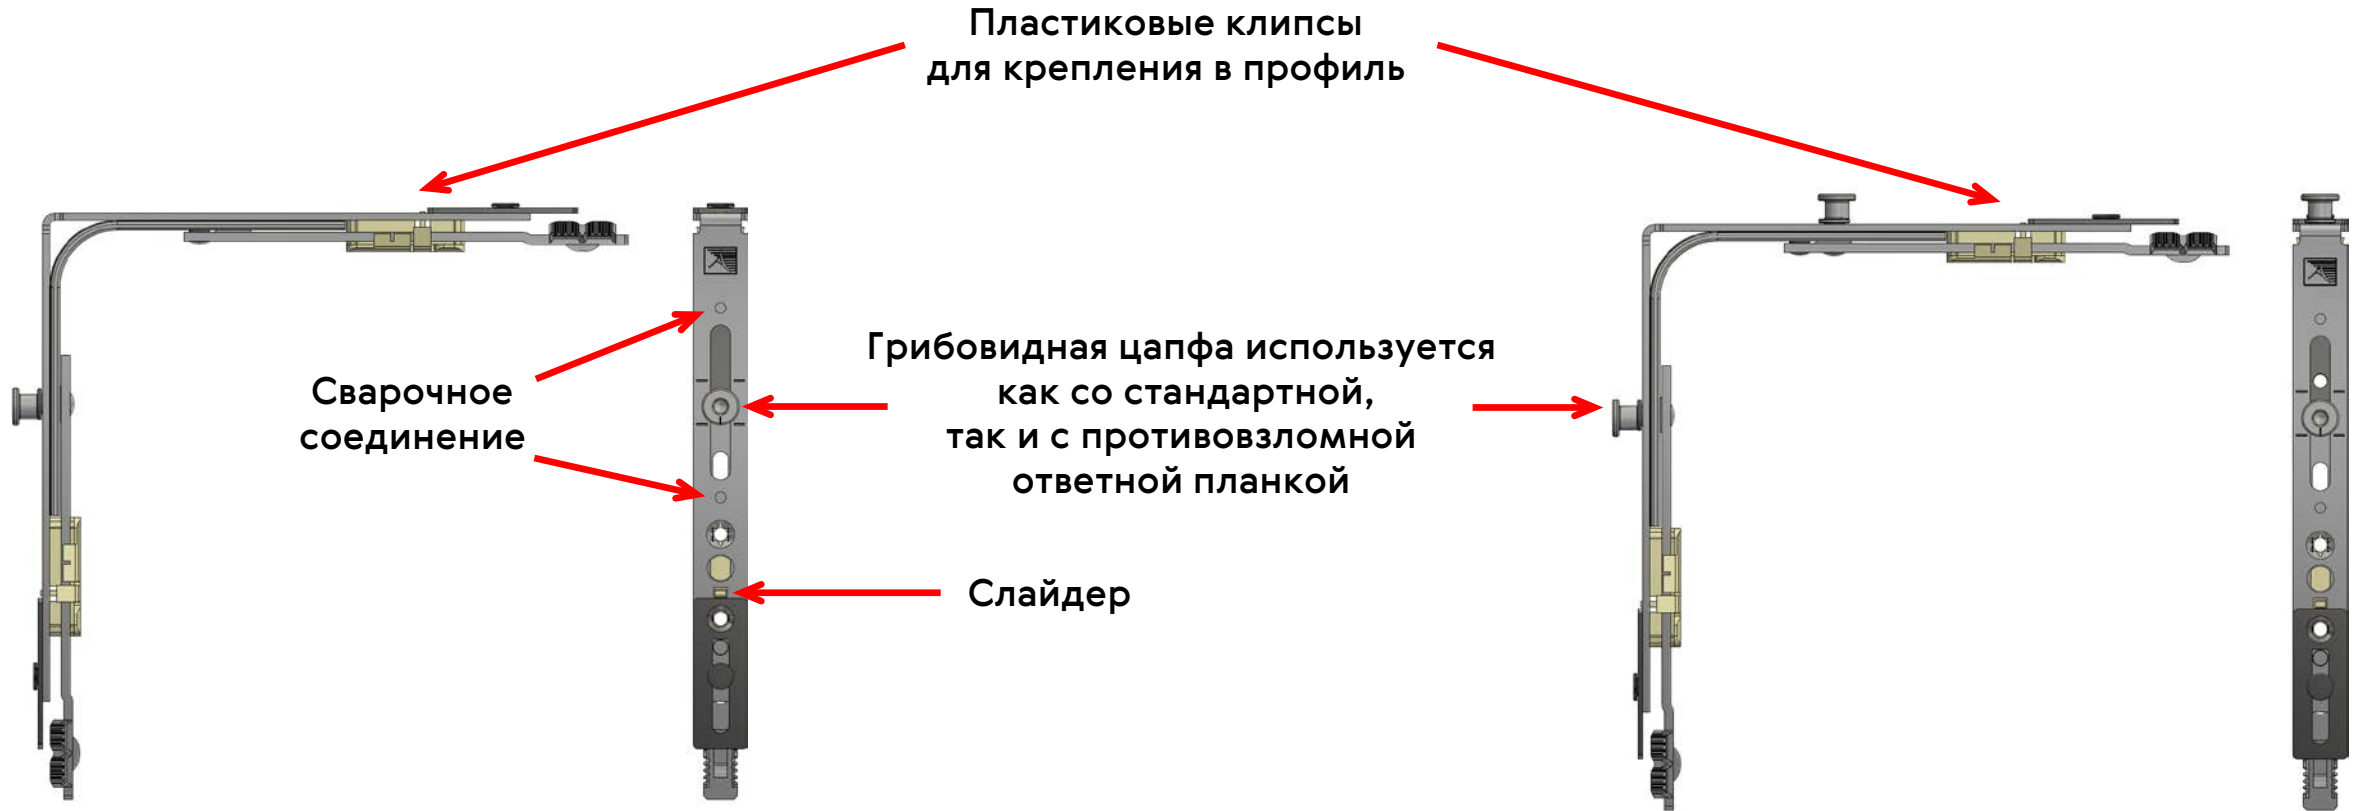 Пластиковые клипсы
для крепления в профиль
Грибовидная цапфа используется
как со стандартной,
так и с противовзломной
ответной планкой
Сварочное
соединение
Слайдер